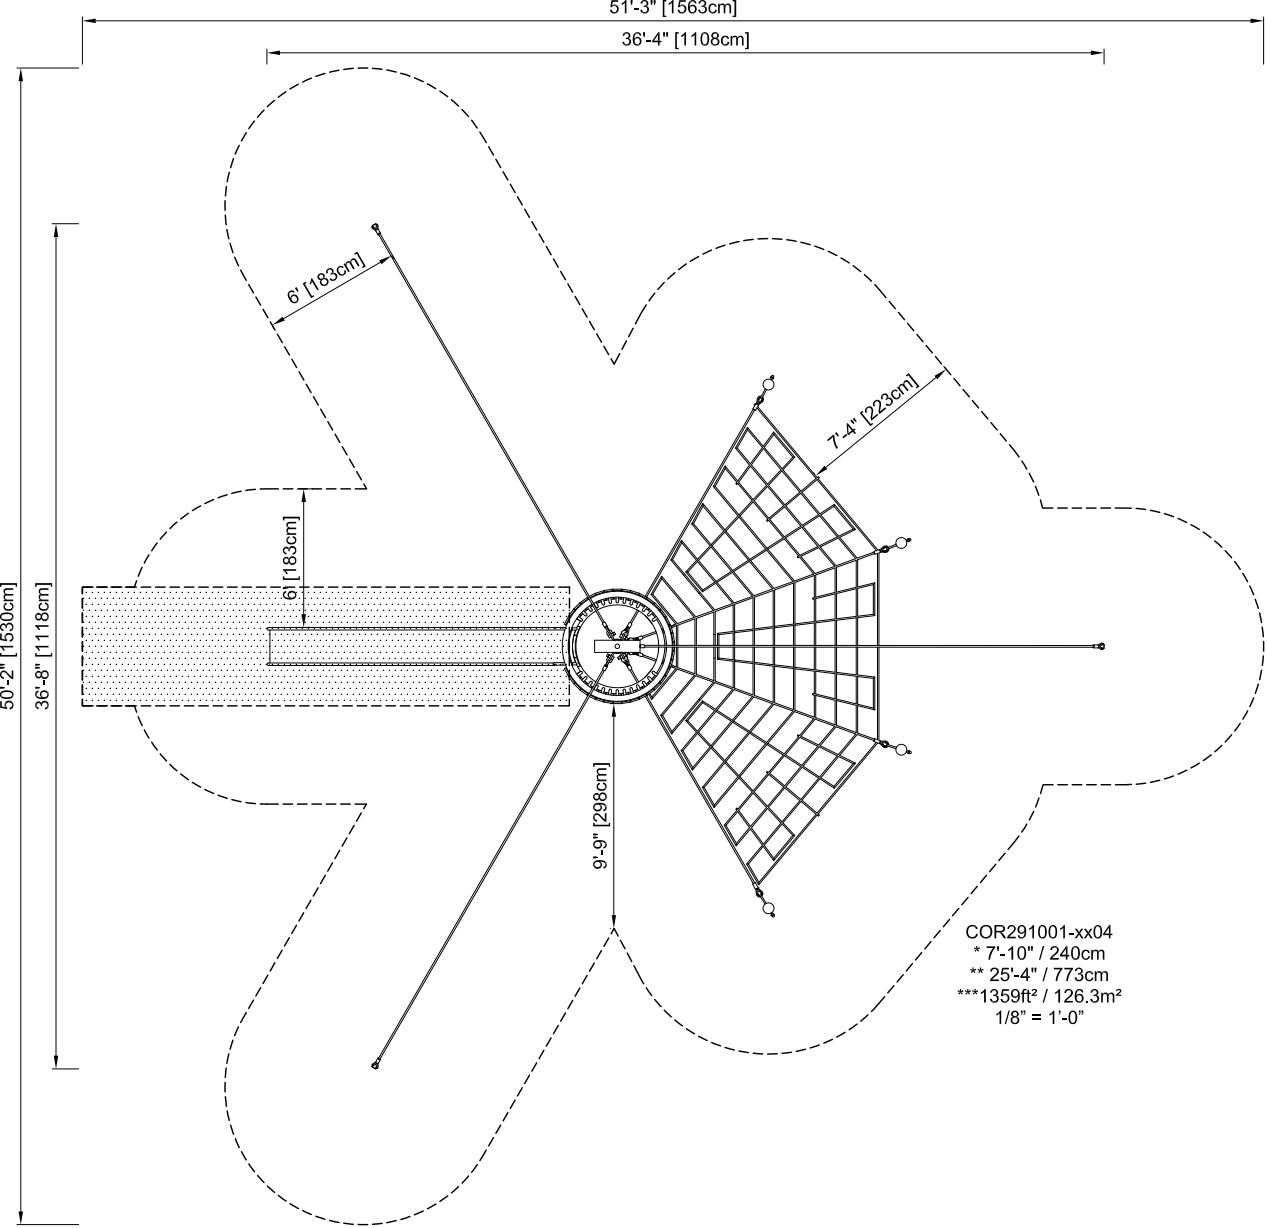 51'-3" [1563cm]
36'-4" [1108cm]
6' [183cm]
7'-4" [223cm]
6' [183cm]
50'-2" [1530cm]
36'-8" [1118cm]
9'-9" [298cm]
COR291001-xx04
* 7'-10" / 240cm
** 25'-4" / 773cm
***1359ft² / 126.3m²
1/8” = 1’-0”